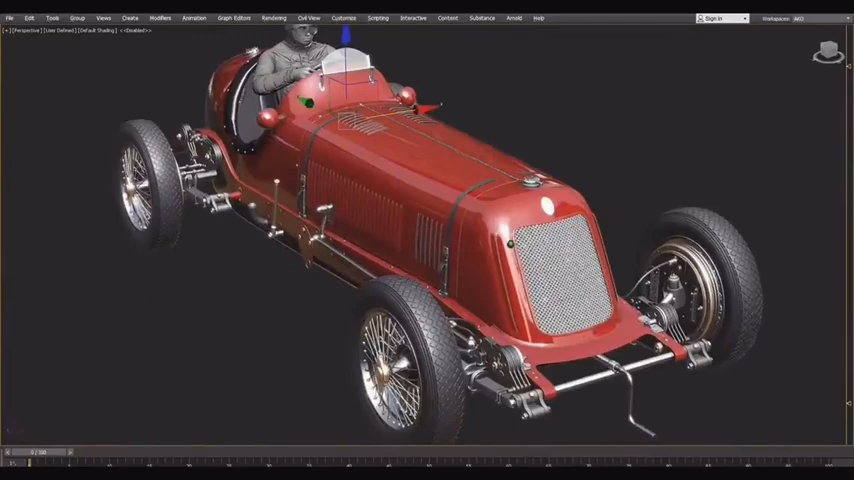 File Edit Tools Group Views Create Modifiers Animation Graph Editors Rendering Civil View Customize Scripting Interactive Content Substance Arnold Help Sign In Workspaces:
[+] [Perspective] [User Defined] [Default Shading] <<Disabled>>
0 / 100